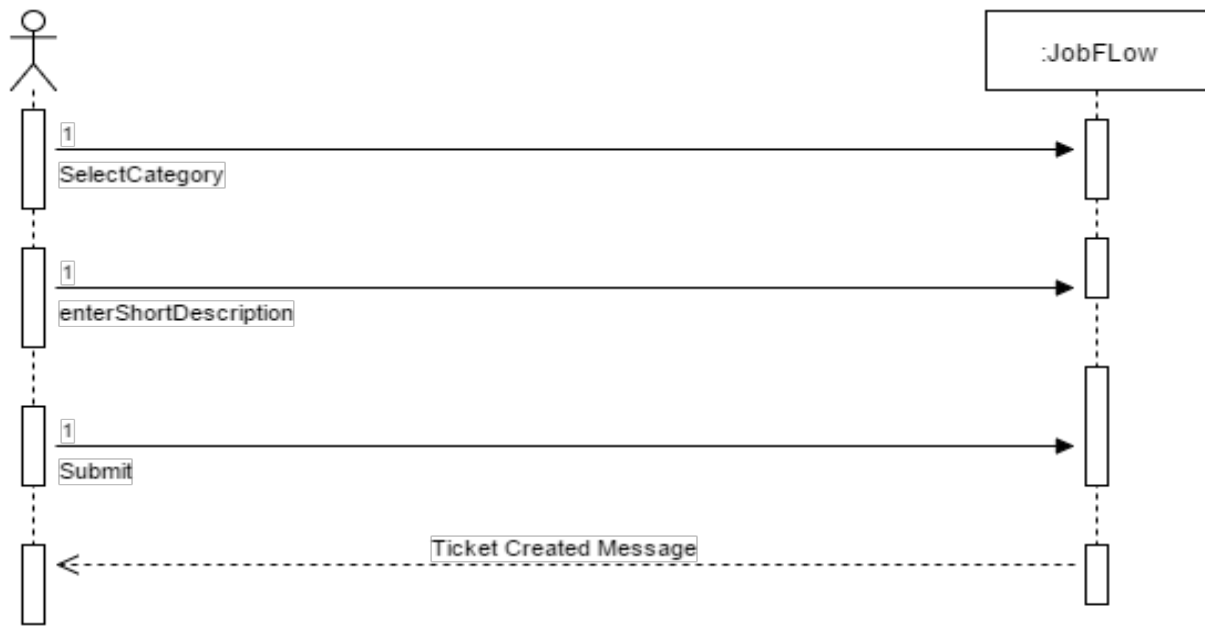 :JobFLow
1
SelectCategory
1
enterShortDescription
1
Submit
Ticket Created Message